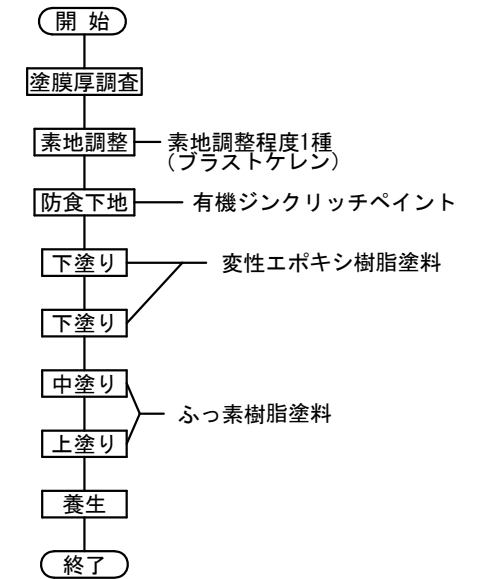 開 始
塗膜厚調査
素地調整
素地調整程度1種
(ブラストケレン)
防食下地
有機ジンクリッチペイント
下塗り
変性エポキシ樹脂塗料
下塗り
中塗り
ふっ素樹脂塗料
上塗り
養生
終了